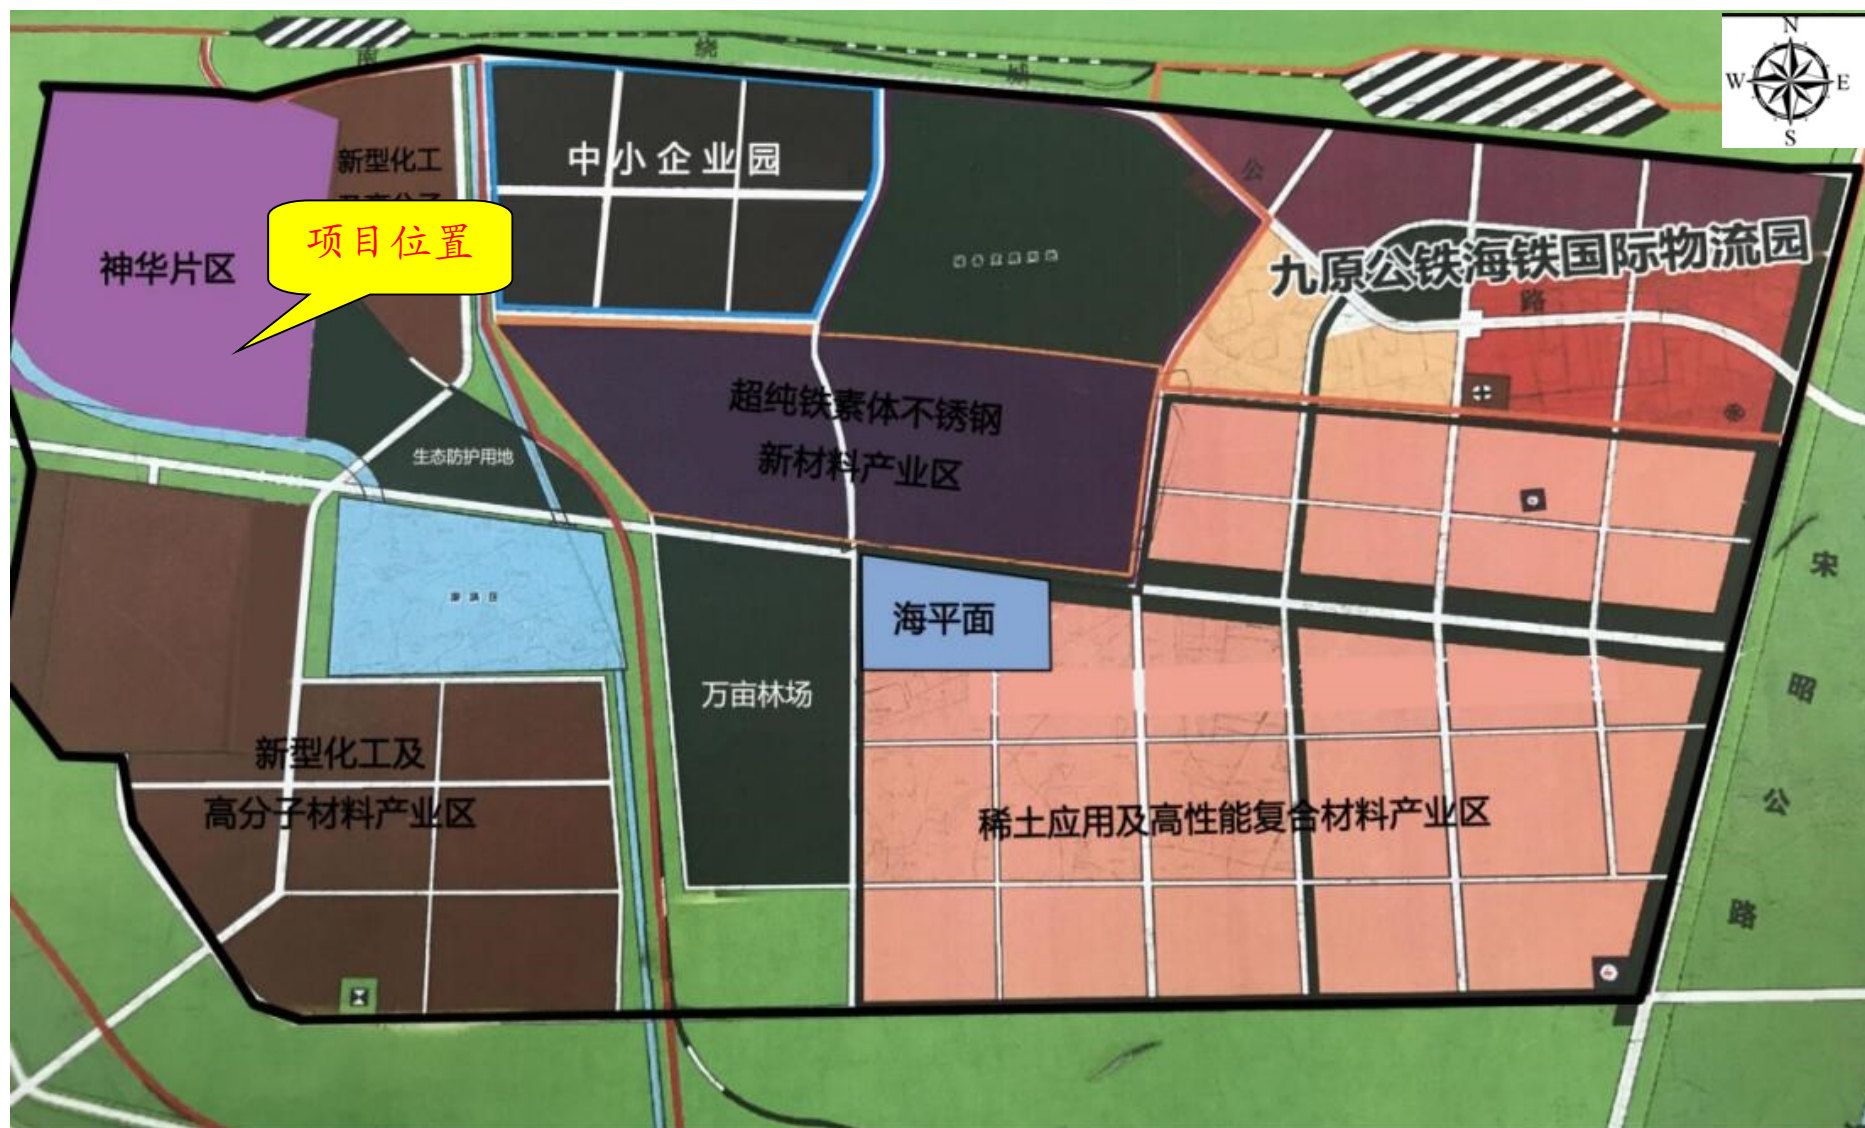 N
W
E
S
南
绕
城
公
路
新型化工
中小企业园
项目位置
神华片区
九原公铁海铁国际物流园
超纯铁素体不锈钢
新材料产业区
生态防护用地
海平面
万亩林场
新型化工及
高分子材料产业区
稀土应用及高性能复合材料产业区
宋
昭
公
路